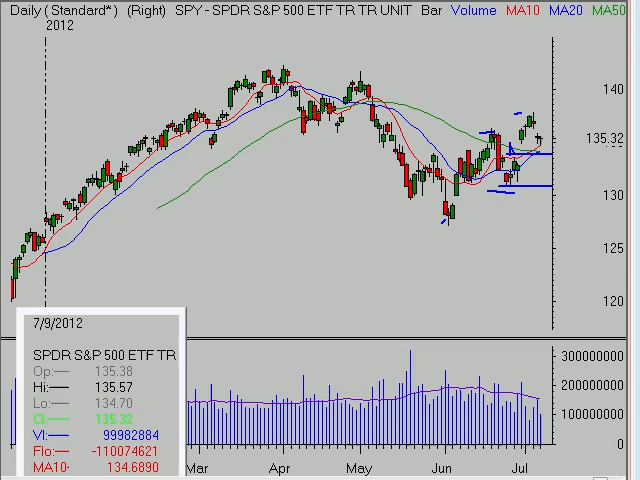 Daily ( Standard* ) (Right) SPY - SPDR S&P 500 ETF TR TR UNIT Bar Volume MA10 MA20 MA50
2012
140
135.32
130
125
120
7/9/2012
SPDR S&P 500 ETF TR
Op: 135.38
Hi: 135.57
Lo: 134.70
Cl: 135.32
Vl: 99982884
Flo: -110074621
MA10 134.6890
300000000
200000000
100000000
0
Mar Apr May Jun Jul